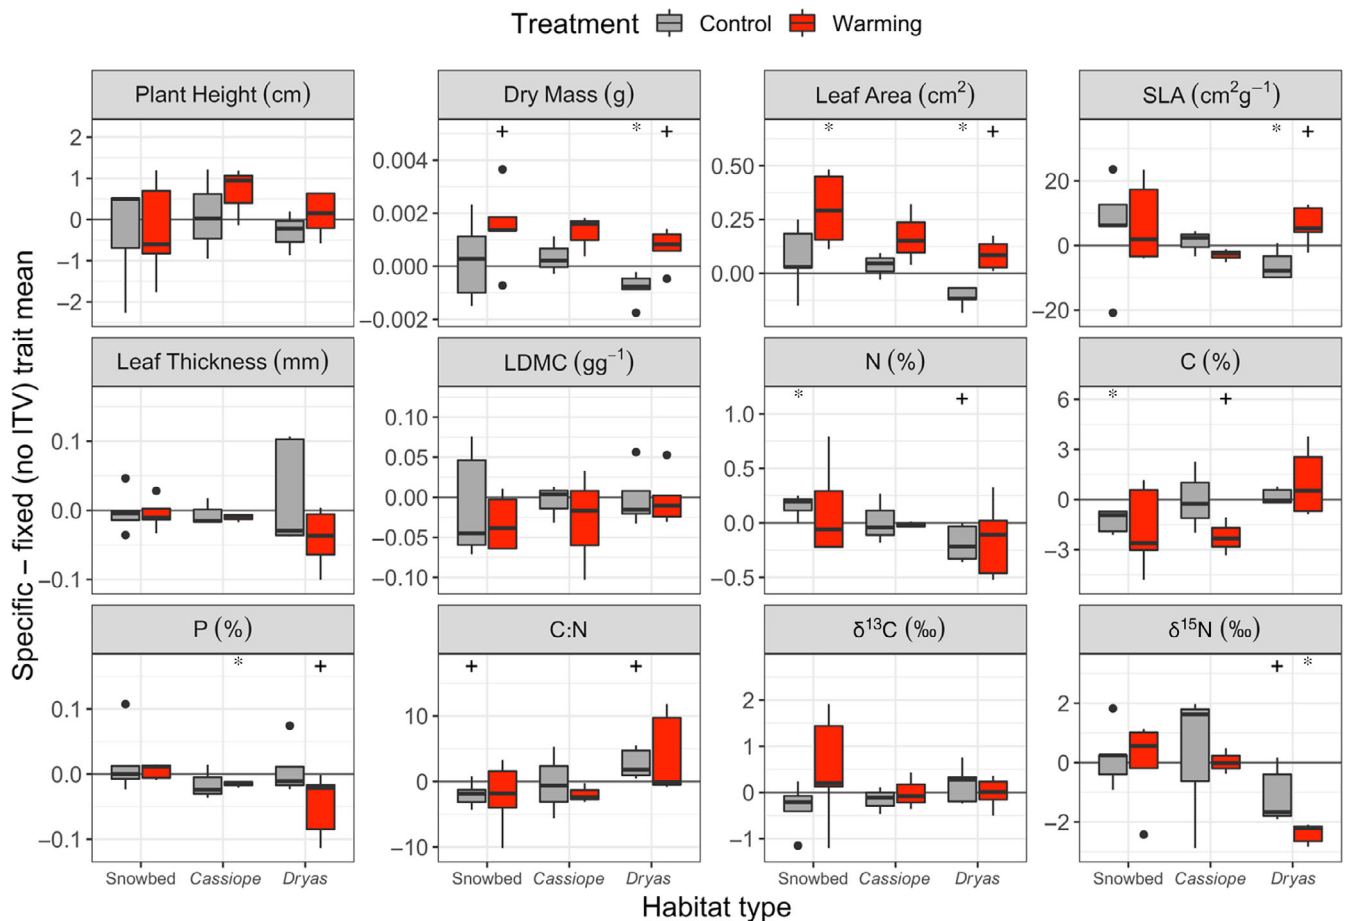 Treatment Control Warming
Plant Height (cm) Dry Mass (g) Leaf Area (cm²) SLA (cm²g⁻¹)
+ * + * * + * +
2 0.004 0.50 20
1 0.002 0.25 0
0 0.000 0.00 −20
−1 −0.002
−2
Leaf Thickness (mm) LDMC (gg⁻¹) N (%) C (%)
* + * +
0.1 0.10 1.0 6
0.0 0.05 0.5 3
−0.1 0.00 0.0 0
−0.05 −0.5 −3
−0.10
P (%) C:N δ¹³C (‰) δ¹⁵N (‰)
* + + + + *
0.1 10 2 2
0.0 0 1 0
−0.1 −10 0 −2
−1
Snowbed Cassiope Dryas Snowbed Cassiope Dryas Snowbed Cassiope Dryas Snowbed Cassiope Dryas
Habitat type
Specific − fixed (no ITV) trait mean